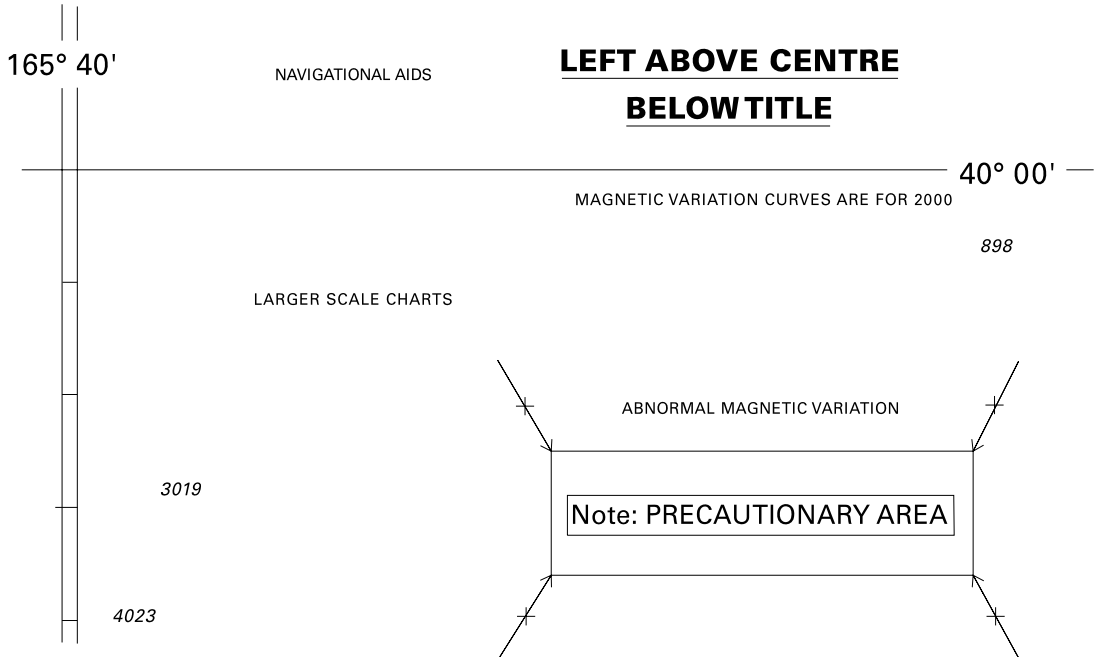 165° 40'
NAVIGATIONAL AIDS
LEFT ABOVE CENTRE
BELOW TITLE
40° 00'
MAGNETIC VARIATION CURVES ARE FOR 2000
898
LARGER SCALE CHARTS
ABNORMAL MAGNETIC VARIATION
3019
Note: PRECAUTIONARY AREA
4023